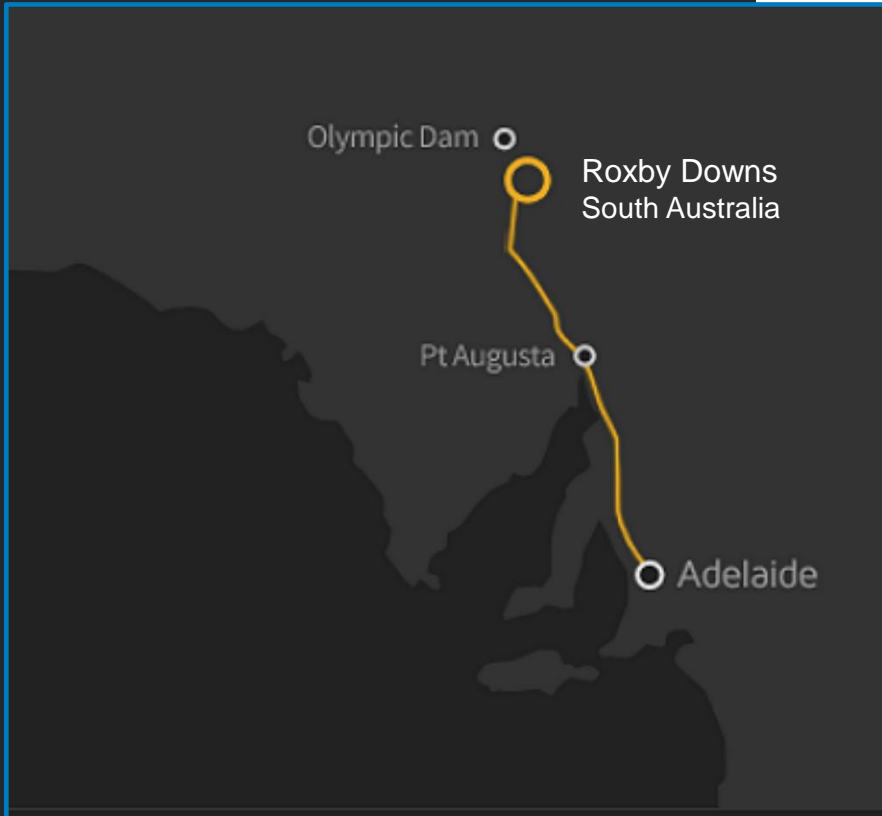 Olympic Dam
Roxby Downs
South Australia
Pt Augusta
Adelaide